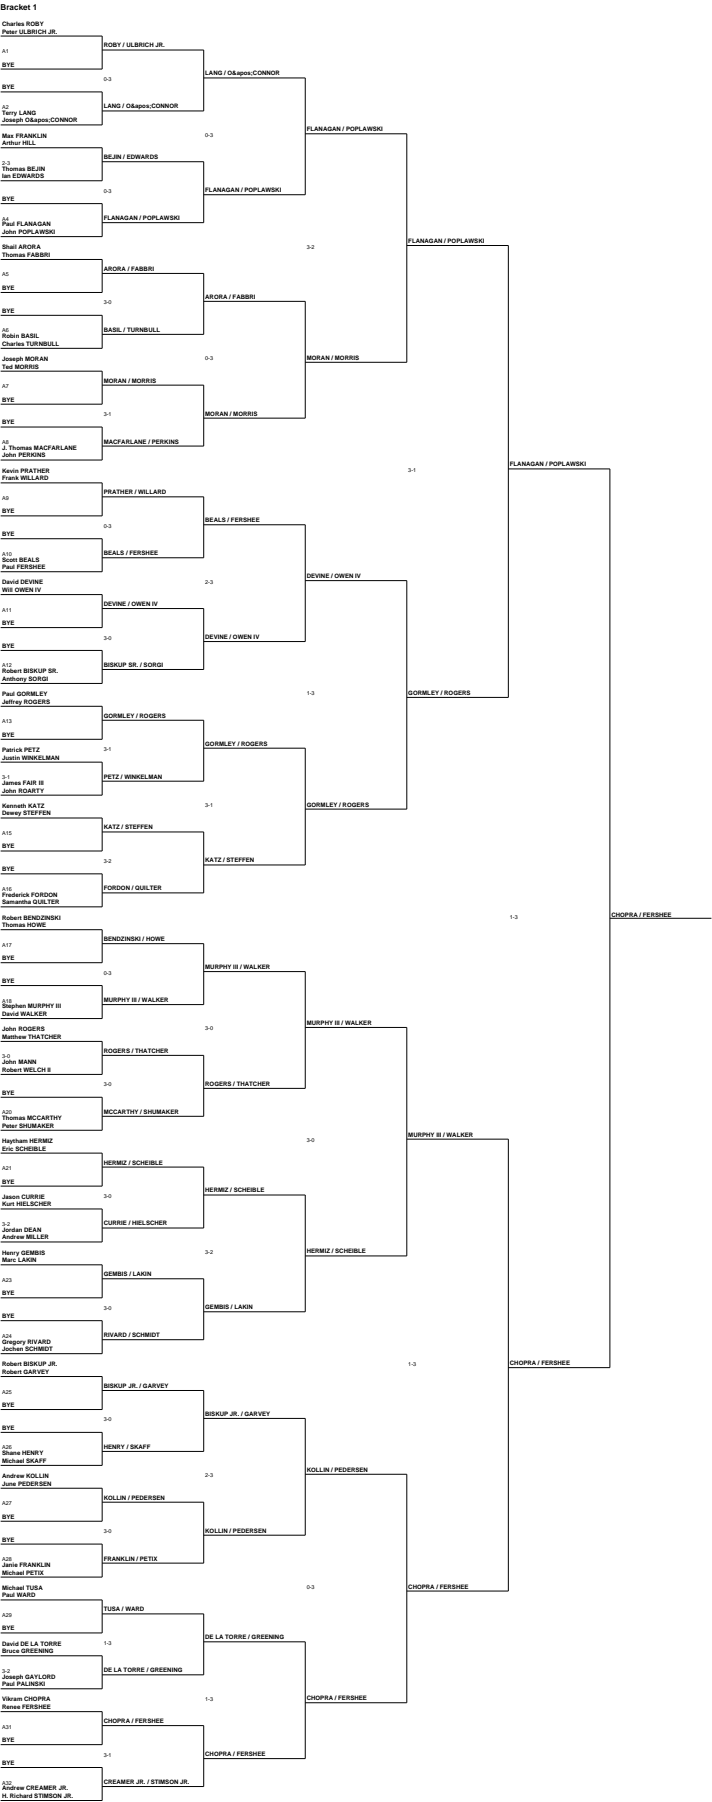 Bracket 1
Charles ROBY
Peter ULBRICH JR.
ROBY / ULBRICH JR.
A1
BYE
LANG / O&apos;CONNOR
0-3
BYE
A2
LANG / O&apos;CONNOR
Terry LANG
Joseph O&apos;CONNOR
FLANAGAN / POPLAWSKI
0-3
Max FRANKLIN
Arthur HILL
BEJIN / EDWARDS
2-3
Thomas BEJIN
Ian EDWARDS
FLANAGAN / POPLAWSKI
0-3
BYE
A4
FLANAGAN / POPLAWSKI
Paul FLANAGAN
John POPLAWSKI
FLANAGAN / POPLAWSKI
3-2
Shail ARORA
Thomas FABBRI
ARORA / FABBRI
A5
BYE
ARORA / FABBRI
3-0
BYE
A6
BASIL / TURNBULL
Robin BASIL
Charles TURNBULL
MORAN / MORRIS
0-3
Joseph MORAN
Ted MORRIS
MORAN / MORRIS
A7
BYE
MORAN / MORRIS
3-1
BYE
A8
MACFARLANE / PERKINS
J. Thomas MACFARLANE
John PERKINS
FLANAGAN / POPLAWSKI
3-1
Kevin PRATHER
Frank WILLARD
PRATHER / WILLARD
A9
BYE
BEALS / FERSHEE
0-3
BYE
A10
BEALS / FERSHEE
Scott BEALS
Paul FERSHEE
DEVINE / OWEN IV
2-3
David DEVINE
Will OWEN IV
DEVINE / OWEN IV
A11
BYE
DEVINE / OWEN IV
3-0
BYE
A12
BISKUP SR. / SORGI
Robert BISKUP SR.
Anthony SORGI
GORMLEY / ROGERS
1-3
Paul GORMLEY
Jeffrey ROGERS
GORMLEY / ROGERS
A13
BYE
GORMLEY / ROGERS
3-1
Patrick PETZ
Justin WINKELMAN
3-1
PETZ / WINKELMAN
James FAIR III
John ROARTY
GORMLEY / ROGERS
3-1
Kenneth KATZ
Dewey STEFFEN
KATZ / STEFFEN
A15
BYE
KATZ / STEFFEN
3-2
BYE
A16
FORDON / QUILTER
Frederick FORDON
Samantha QUILTER
CHOPRA / FERSHEE
1-3
Robert BENDZINSKI
Thomas HOWE
BENDZINSKI / HOWE
A17
BYE
MURPHY III / WALKER
0-3
BYE
A18
MURPHY III / WALKER
Stephen MURPHY III
David WALKER
MURPHY III / WALKER
3-0
John ROGERS
Matthew THATCHER
ROGERS / THATCHER
3-0
John MANN
Robert WELCH II
ROGERS / THATCHER
3-0
BYE
A20
MCCARTHY / SHUMAKER
Thomas MCCARTHY
Peter SHUMAKER
MURPHY III / WALKER
3-0
Haytham HERMIZ
Eric SCHEIBLE
HERMIZ / SCHEIBLE
A21
BYE
HERMIZ / SCHEIBLE
3-0
Jason CURRIE
Kurt HIELSCHER
3-2
CURRIE / HIELSCHER
Jordan DEAN
Andrew MILLER
HERMIZ / SCHEIBLE
3-2
Henry GEMBIS
Marc LAKIN
GEMBIS / LAKIN
A23
BYE
GEMBIS / LAKIN
3-0
BYE
A24
RIVARD / SCHMIDT
Gregory RIVARD
Jochen SCHMIDT
CHOPRA / FERSHEE
1-3
Robert BISKUP JR.
Robert GARVEY
BISKUP JR. / GARVEY
A25
BYE
BISKUP JR. / GARVEY
3-0
BYE
A26
HENRY / SKAFF
Shane HENRY
Michael SKAFF
KOLLIN / PEDERSEN
2-3
Andrew KOLLIN
June PEDERSEN
KOLLIN / PEDERSEN
A27
BYE
KOLLIN / PEDERSEN
3-0
BYE
A28
FRANKLIN / PETIX
Janie FRANKLIN
Michael PETIX
CHOPRA / FERSHEE
0-3
Michael TUSA
Paul WARD
TUSA / WARD
A29
BYE
DE LA TORRE / GREENING
1-3
David DE LA TORRE
Bruce GREENING
3-2
DE LA TORRE / GREENING
Joseph GAYLORD
Paul PALINSKI
CHOPRA / FERSHEE
1-3
Vikram CHOPRA
Renee FERSHEE
CHOPRA / FERSHEE
A31
BYE
CHOPRA / FERSHEE
3-1
BYE
A32
CREAMER JR. / STIMSON JR.
Andrew CREAMER JR.
H. Richard STIMSON JR.